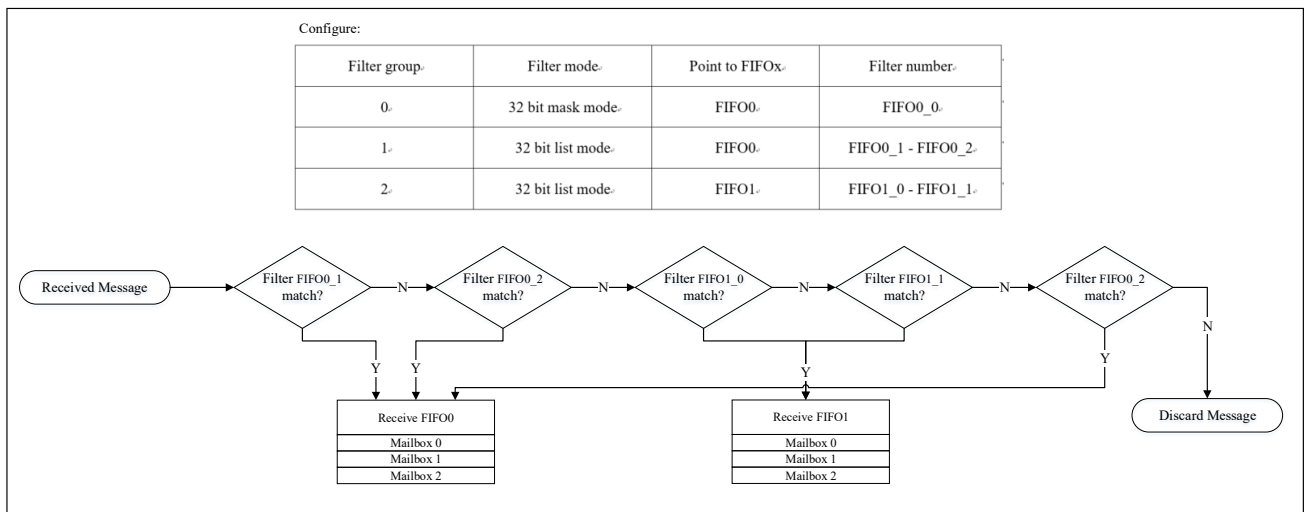 Configure:
Filter group Filter mode Point to FIFOx Filter number
0 32 bit mask mode FIFO0 FIFO0_0
1 32 bit list mode FIFO0 FIFO0_1 - FIFO0_2
2 32 bit list mode FIFO1 FIFO1_0 - FIFO1_1
Received Message
Filter FIFO0_1
match?
N
Filter FIFO0_2
match?
N
Filter FIFO1_0
match?
N
Filter FIFO1_1
match?
N
Filter FIFO0_2
match?
N
Y
Y
Y
Y
Receive FIFO0
Mailbox 0
Mailbox 1
Mailbox 2
Receive FIFO1
Mailbox 0
Mailbox 1
Mailbox 2
Discard Message